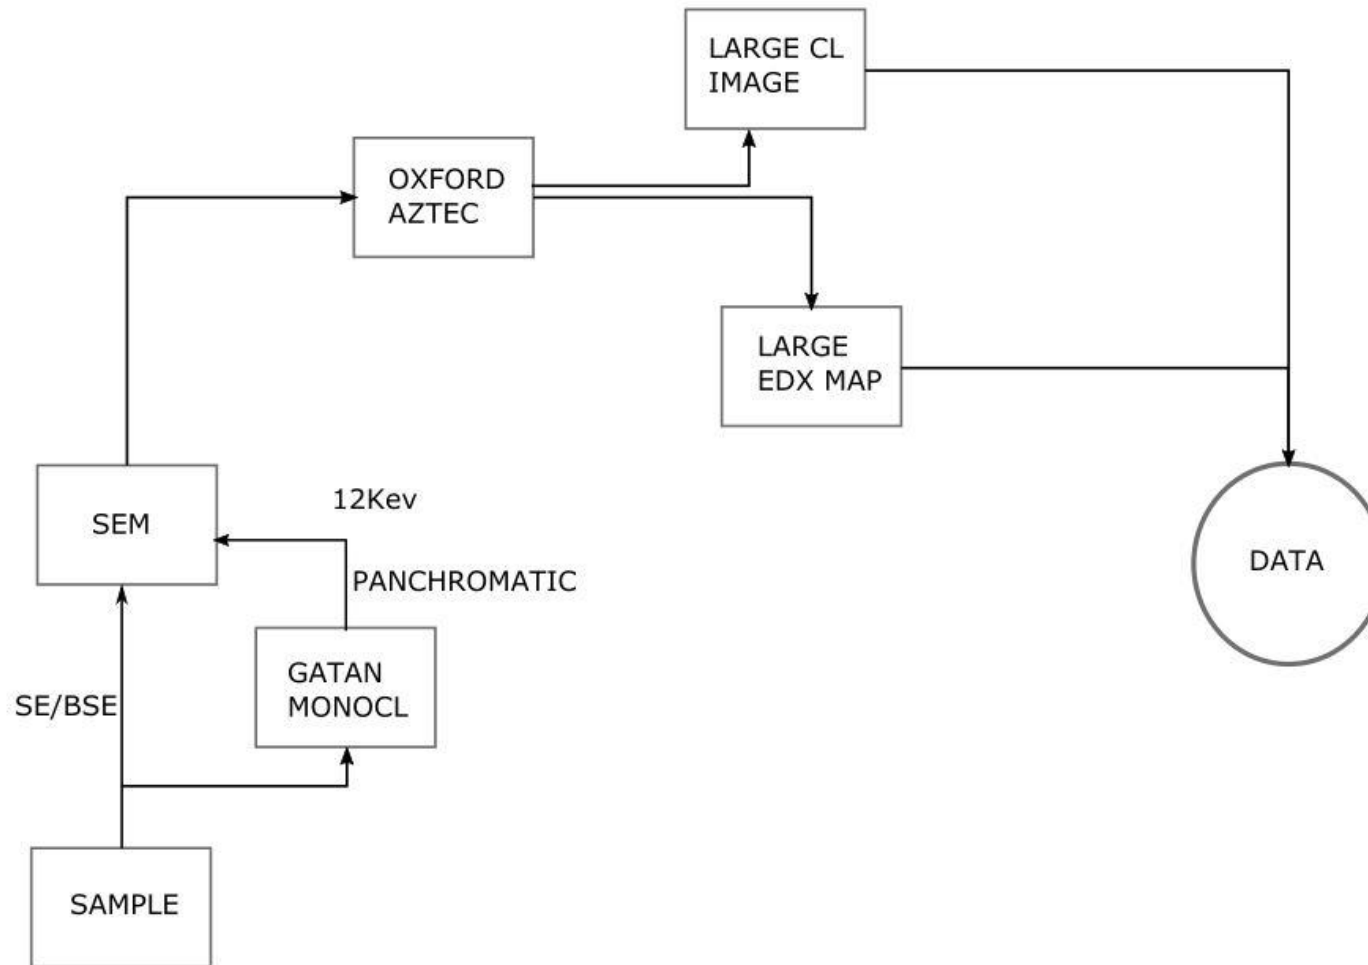 LARGE CL
IMAGE
OXFORD
AZTEC
LARGE
EDX MAP
12Kev
SEM
DATA
PANCHROMATIC
GATAN
MONOCL
SE/BSE
SAMPLE